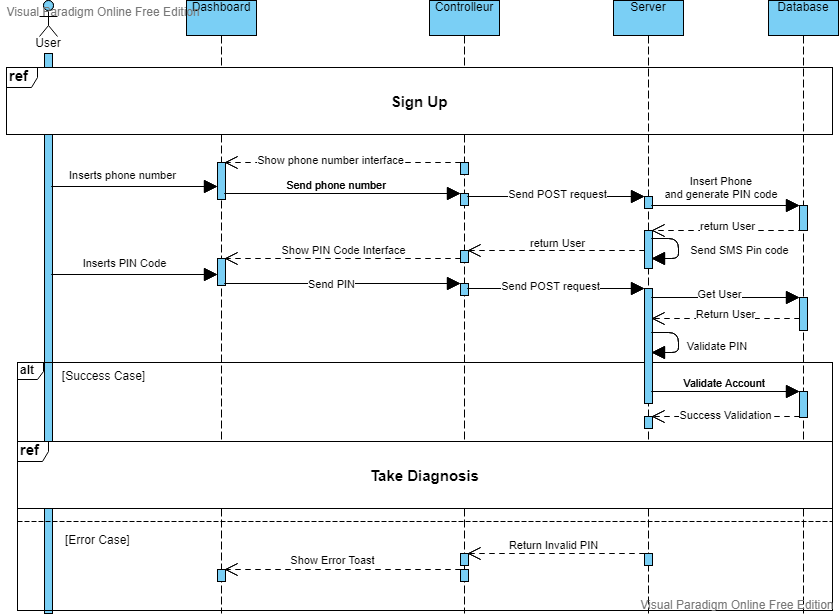 Visual Paradigm Online Free Edition
Dashboard
Controlleur
Server
Database
User
ref
Sign Up
Show phone number interface
Inserts phone number
Send phone number
Send POST request
Insert Phone
and generate PIN code
return User
return User
Send SMS Pin code
Show PIN Code Interface
Inserts PIN Code
Send PIN
Send POST request
Get User
Return User
Validate PIN
alt
[Success Case]
Validate Account
Success Validation
ref
Take Diagnosis
[Error Case]
Return Invalid PIN
Show Error Toast
Visual Paradigm Online Free Edition